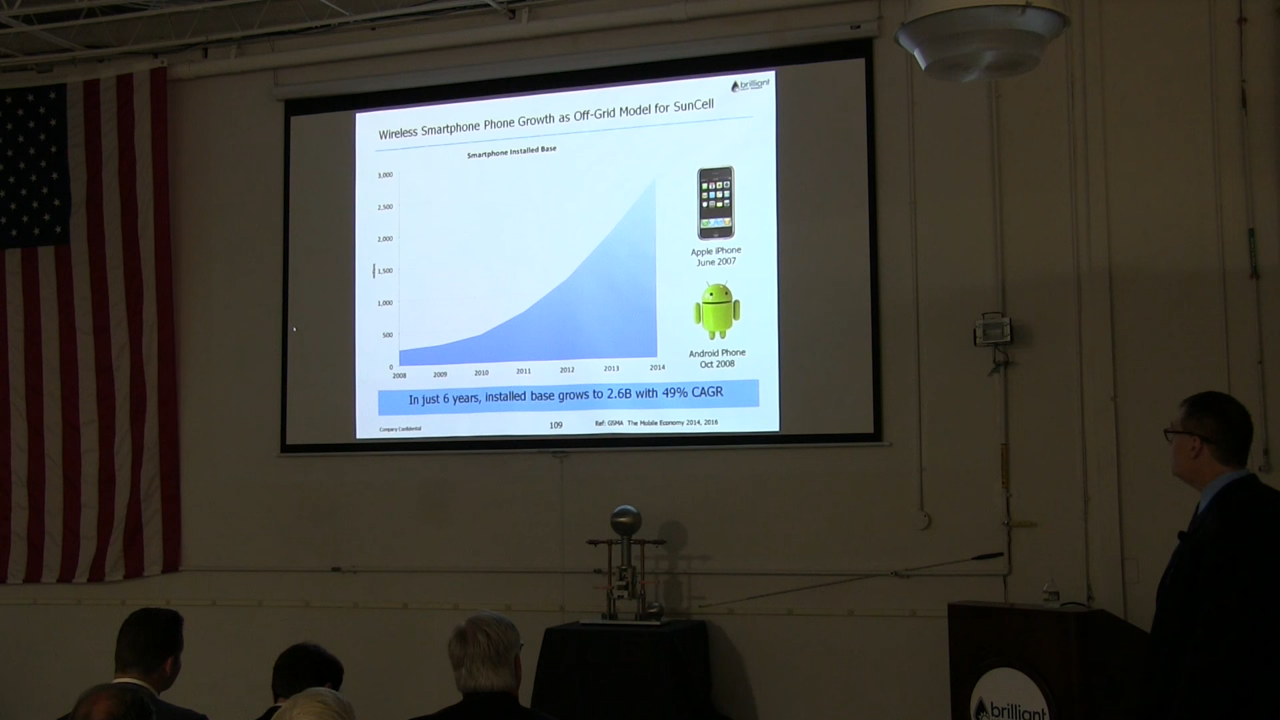 brilliant
Wireless Smartphone Phone Growth as Off-Grid Model for SunCell
Smartphone Installed Base
3,000
2,500
2,000
1,500
1,000
500
0
2008 2009 2010 2011 2012 2013 2014
Apple iPhone
June 2007
Android Phone
Oct 2008
In just 6 years, installed base grows to 2.6B with 49% CAGR
Company Confidential 109 Ref: GSMA The Mobile Economy 2014, 2016
brilliant